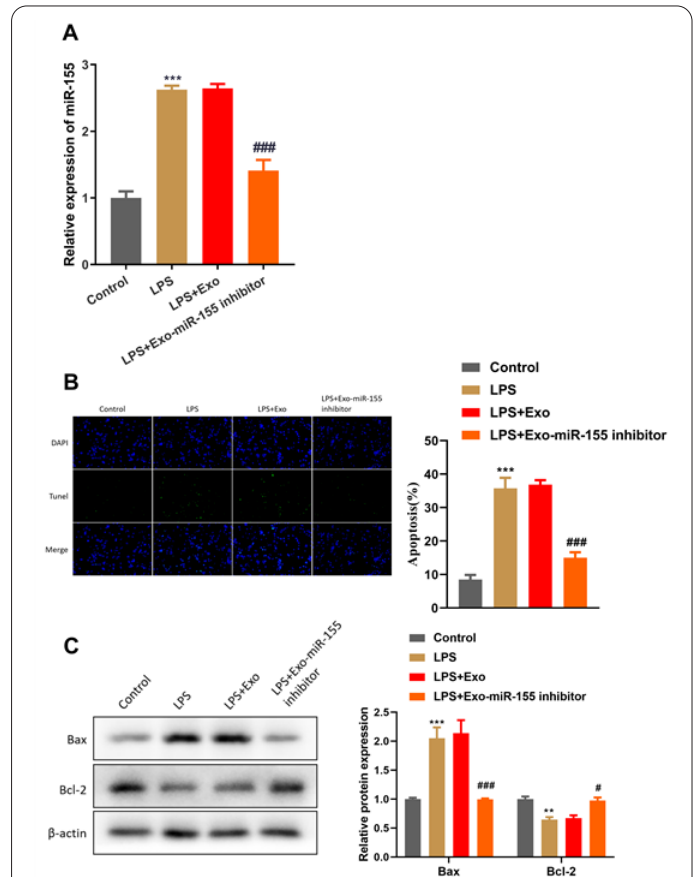 A
Relative expression of miR-155
3
2
1
0
***
###
Control
LPS
LPS+Exo
LPS+Exo-miR-155 inhibitor
B
Control
LPS
LPS+Exo
LPS+Exo-miR-155
inhibitor
DAPI
Tunel
Merge
Control
LPS
LPS+Exo
LPS+Exo-miR-155 inhibitor
Apoptosis(%)
50
40
30
20
10
0
***
###
C
Control
LPS
LPS+Exo
LPS+Exo-miR-155
inhibitor
Bax
Bcl-2
β-actin
Control
LPS
LPS+Exo
LPS+Exo-miR-155 inhibitor
Relative protein expression
2.5
2.0
1.5
1.0
0.5
0.0
***
###
**
#
Bax
Bcl-2